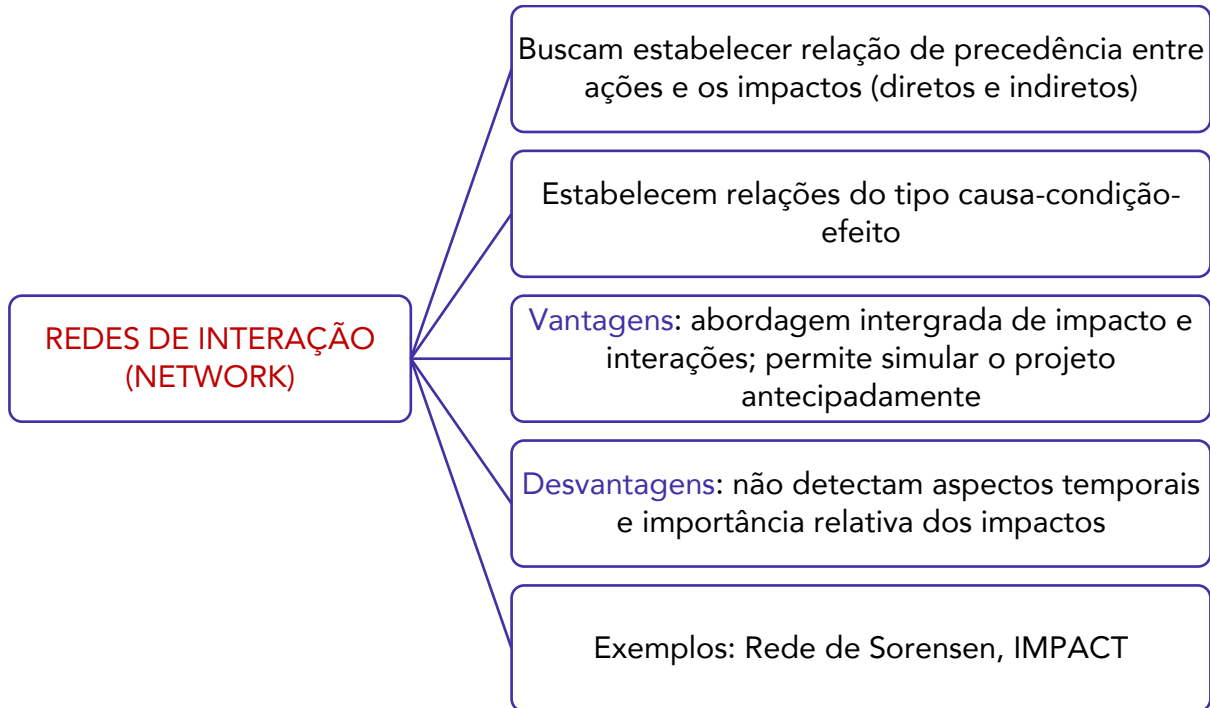 Buscam estabelecer relação de precedência entre
ações e os impactos (diretos e indiretos)
Estabelecem relações do tipo causa-condição-
efeito
REDES DE INTERAÇÃO
(NETWORK)
Vantagens: abordagem intergrada de impacto e
interações; permite simular o projeto
antecipadamente
Desvantagens: não detectam aspectos temporais
e importância relativa dos impactos
Exemplos: Rede de Sorensen, IMPACT